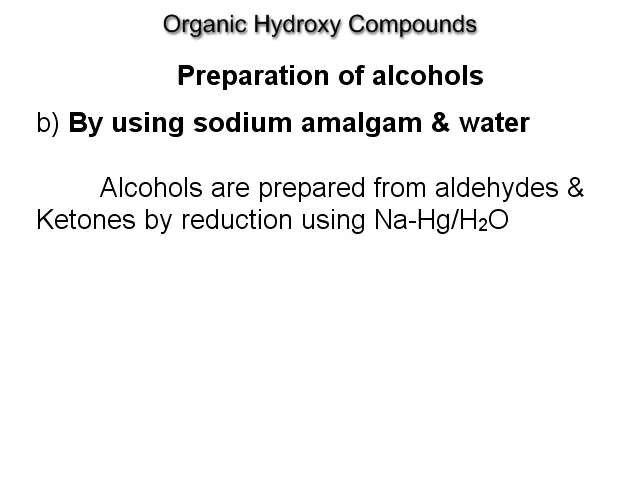 Organic Hydroxy Compounds
Preparation of alcohols
b) By using sodium amalgam & water
Alcohols are prepared from aldehydes &
Ketones by reduction using Na-Hg/H₂O